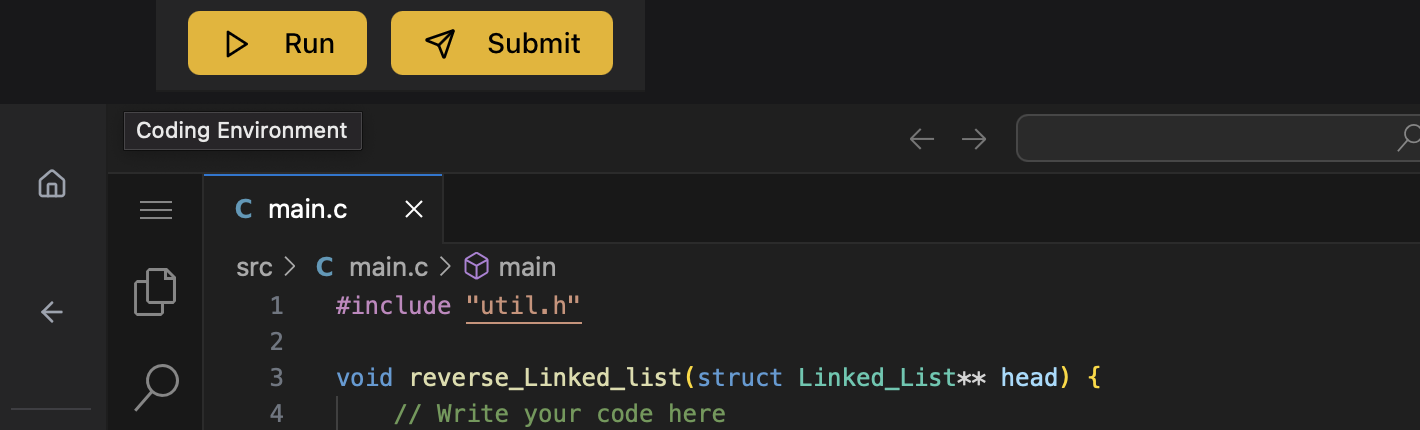 Run Submit
Coding Environment
C main.c
src > C main.c > main
1 #include "util.h"
2
3 void reverse_Linked_list(struct Linked_List** head) {
4 // Write your code here